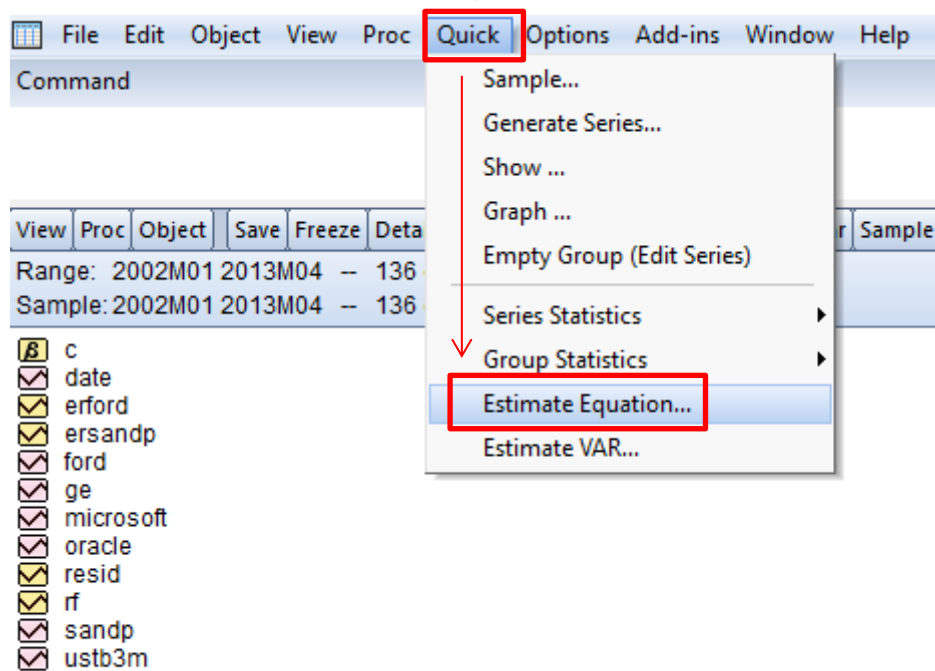 File Edit Object View Proc Quick Options Add-ins Window Help
Command
Sample...
Generate Series...
Show ...
Graph ...
Empty Group (Edit Series)
Series Statistics
Group Statistics
Estimate Equation...
Estimate VAR...
View Proc Object Save Freeze Sample
Range: 2002M01 2013M04 -- 136
Sample: 2002M01 2013M04 -- 136
β c
date
erford
ersandp
ford
ge
microsoft
oracle
resid
rf
sandp
ustb3m